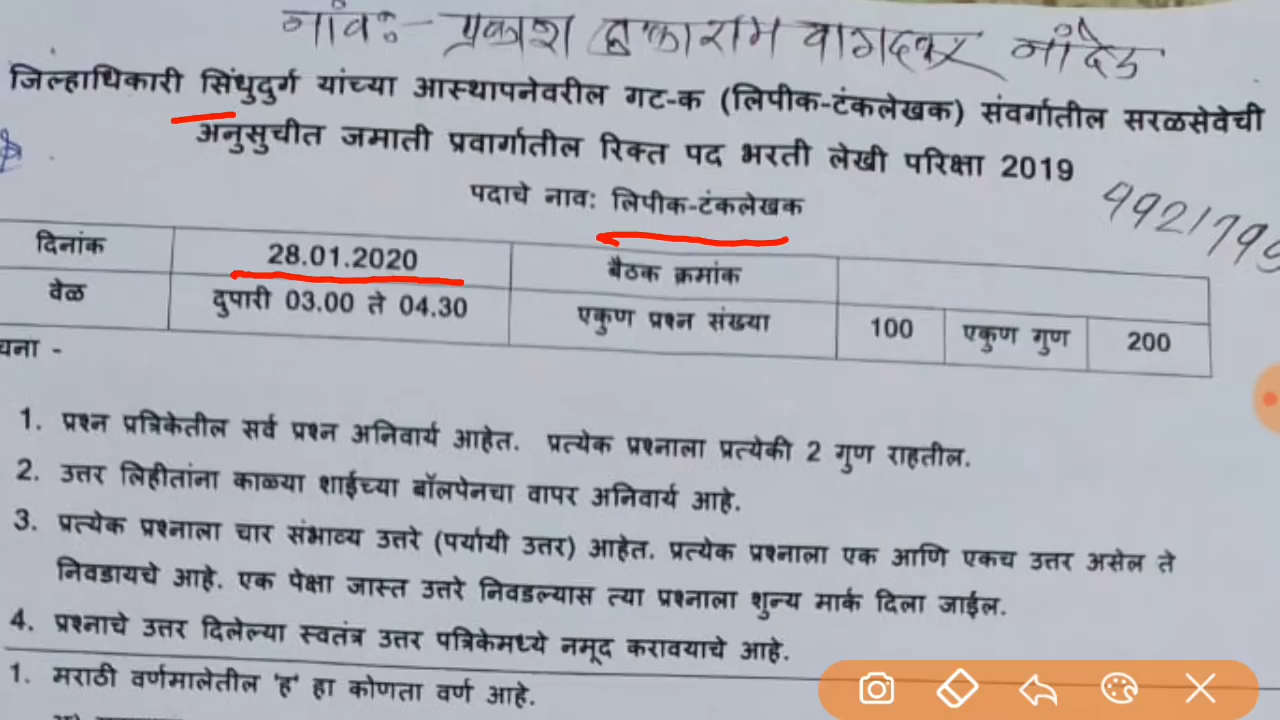 नांव:- प्रकाश तुकाराम वागदकर नांदेड
जिल्हाधिकारी सिंधुदुर्ग यांच्या आस्थापनेवरील गट-क (लिपीक-टंकलेखक) संवर्गातील सरळसेवेची
अनुसुचीत जमाती प्रवार्गातील रिक्त पद भरती लेखी परिक्षा 2019
पदाचे नाव: लिपीक-टंकलेखक
दिनांक 28.01.2020 बैठक क्रमांक
वेळ दुपारी 03.00 ते 04.30 एकुण प्रश्न संख्या 100 एकुण गुण 200
1. प्रश्न प्रत्रिकेतील सर्व प्रश्न अनिवार्य आहेत. प्रत्येक प्रश्नाला प्रत्येकी 2 गुण राहतील.
2. उत्तर लिहीतांना काळ्या शाईच्या बॉलपेनचा वापर अनिवार्य आहे.
3. प्रत्येक प्रश्नाला चार संभाव्य उत्तरे (पर्यायी उत्तर) आहेत. प्रत्येक प्रश्नाला एक आणि एकच उत्तर असेल ते
निवडायचे आहे. एक पेक्षा जास्त उत्तरे निवडल्यास त्या प्रश्नाला शुन्य मार्क दिला जाईल.
4. प्रश्नाचे उत्तर दिलेल्या स्वतंत्र उत्तर पत्रिकेमध्ये नमूद करावयाचे आहे.
1. मराठी वर्णमालेतील 'ह' हा कोणता वर्ण आहे.